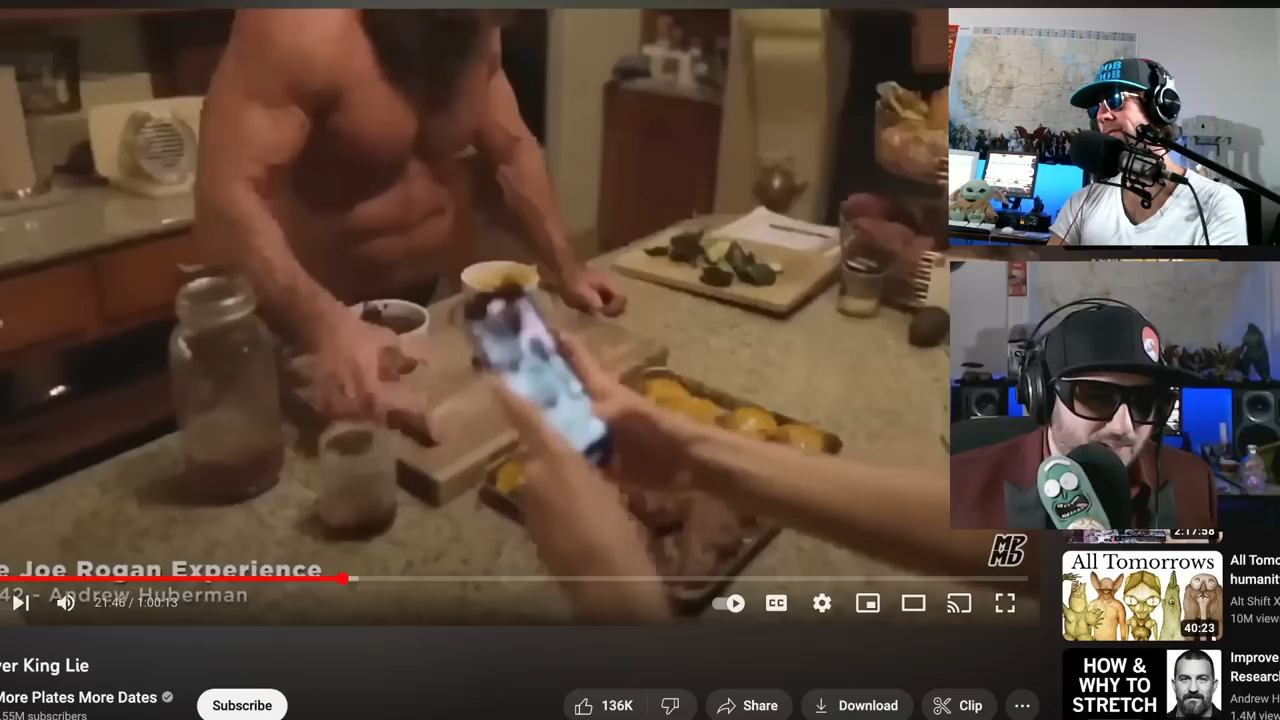 e Joe Rogan Experience
42 - Andrew Huberman
21:46 / 1:00:13
CC
ver King Lie
More Plates More Dates
.55M subscribers
Subscribe
136K
Share
Download
Clip
2:17:58
All Tomorrows
40:23
All Tomo
humanit
Alt Shift X
10M view
HOW &
WHY TO
STRETCH
Improve
Researc
Andrew H
1.4M view